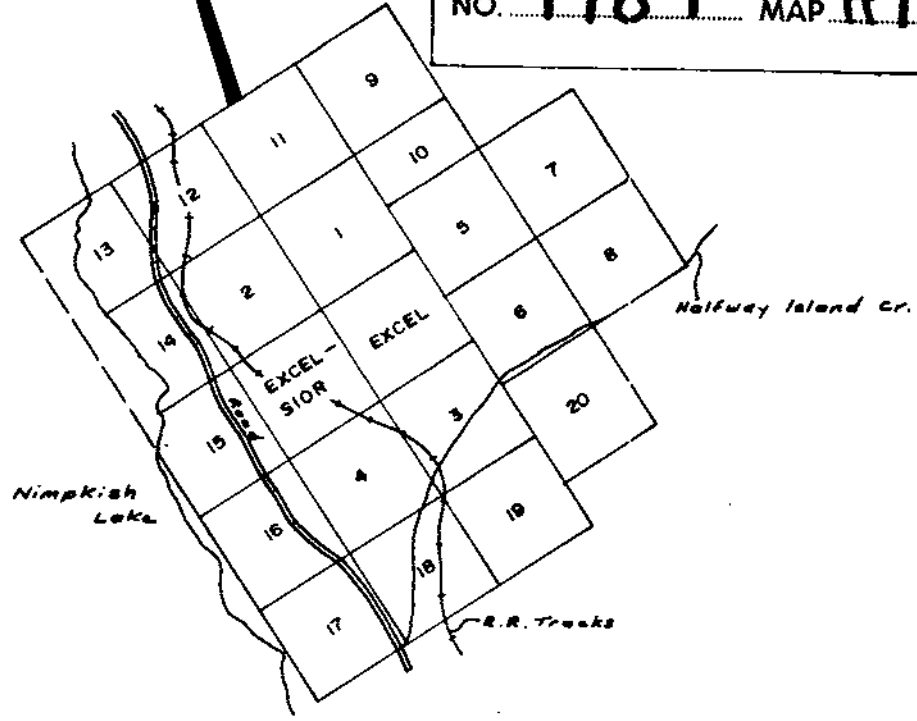 NO. MAP
9
11
10
7
12
1
5
13
2
8
6
Halfway Island Cr.
EXCEL
14
EXCEL-
SIOR
3
20
Road
15
4
Nimpkish
Lake
16
19
18
17
R.R. Tracks